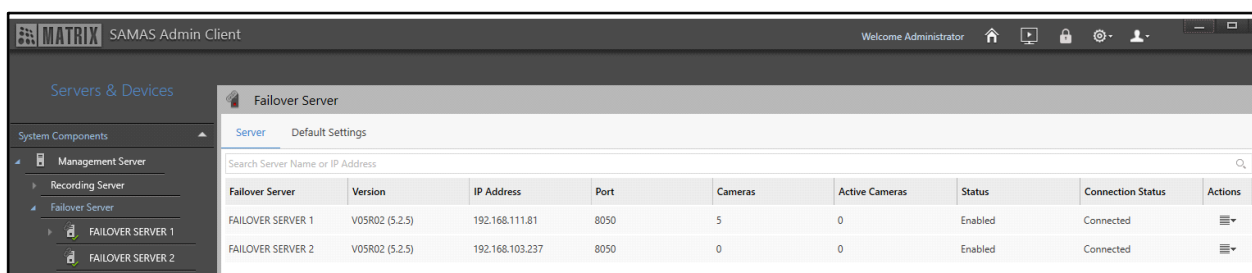 MATRIX SAMAS Admin Client
Welcome Administrator
Servers & Devices
Failover Server
System Components
Server Default Settings
Management Server
Search Server Name or IP Address
Recording Server
Failover Server Version IP Address Port Cameras Active Cameras Status Connection Status Actions
Failover Server
FAILOVER SERVER 1 V05R02 (5.2.5) 192.168.111.81 8050 5 0 Enabled Connected
FAILOVER SERVER 1
FAILOVER SERVER 2 V05R02 (5.2.5) 192.168.103.237 8050 0 0 Enabled Connected
FAILOVER SERVER 2